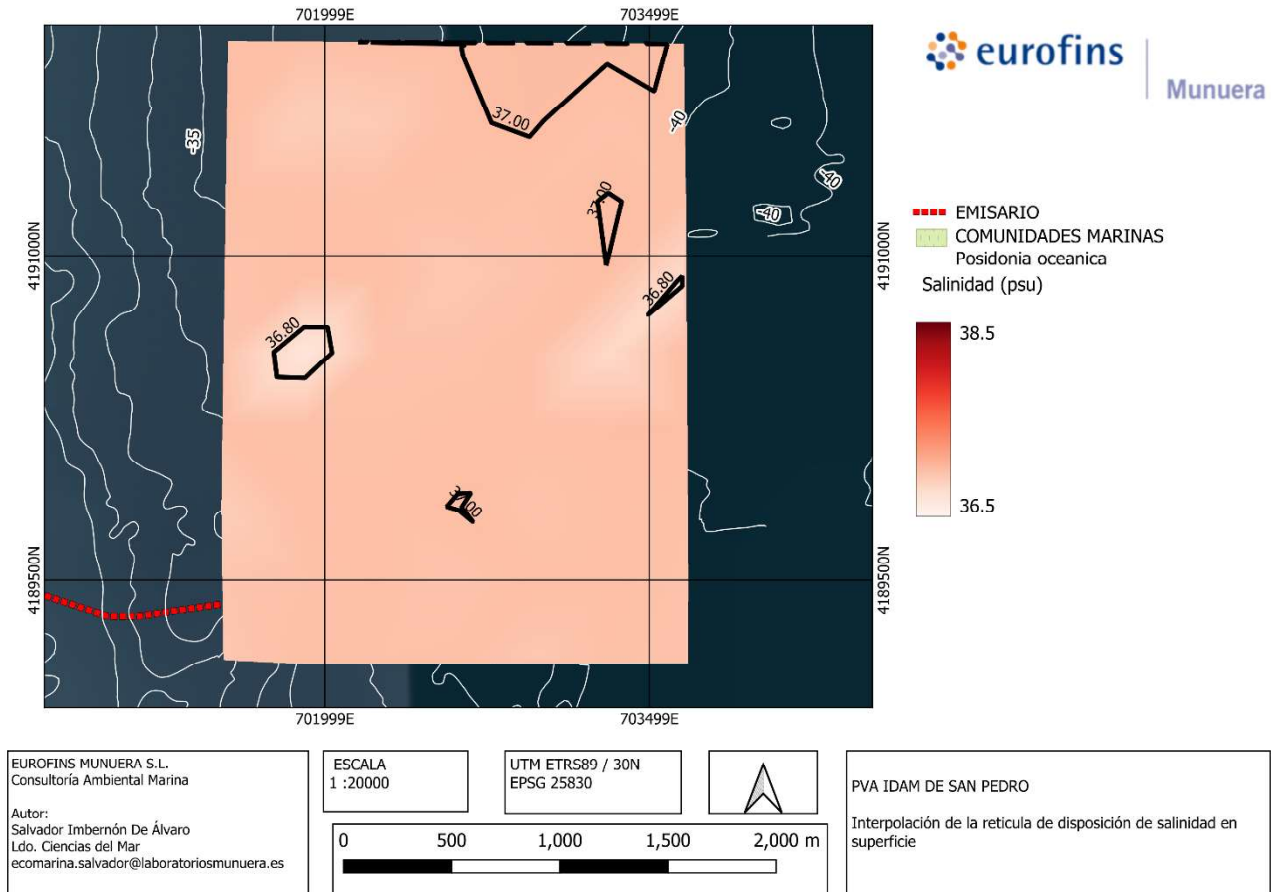 701999E
703499E
eurofins
Munuera
37.00
-40
-35
-40
37.00
-40
EMISARIO
COMUNIDADES MARINAS
Posidonia oceanica
Salinidad (psu)
4191000N
4191000N
36.80
36.80
38.5
36.5
37.00
4189500N
4189500N
701999E
703499E
EUROFINS MUNUERA S.L.
Consultoría Ambiental Marina
Autor:
Salvador Imbernón De Álvaro
Ldo. Ciencias del Mar
ecomarina.salvador@laboratoriosmunuera.es
ESCALA
1 :20000
UTM ETRS89 / 30N
EPSG 25830
0 500 1,000 1,500 2,000 m
PVA IDAM DE SAN PEDRO
Interpolación de la reticula de disposición de salinidad en
superficie